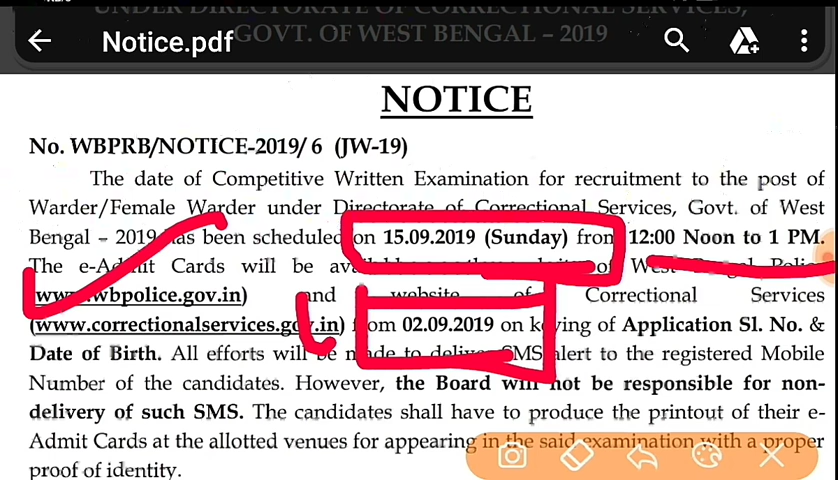 UNDER DIRECTORATE OF CORRECTIONAL SERVICES,
Notice.pdf
GOVT. OF WEST BENGAL – 2019
NOTICE
No. WBPRB/NOTICE-2019/ 6 (JW-19)
The date of Competitive Written Examination for recruitment to the post of
Warder/Female Warder under Directorate of Correctional Services, Govt. of West
Bengal – 2019 has been scheduled on 15.09.2019 (Sunday) from 12:00 Noon to 1 PM.
The e-Admit Cards will be of West Bengal Police
(www.wbpolice.gov.in) and website of Correctional Services
(www.correctionalservices.gov.in) from 02.09.2019 on keying of Application Sl. No. &
Date of Birth. All efforts will be made to deliver SMS alert to the registered Mobile
Number of the candidates. However, the Board will not be responsible for non-
delivery of such SMS. The candidates shall have to produce the printout of their e-
Admit Cards at the allotted venues for appearing in the said examination with a proper
proof of identity.